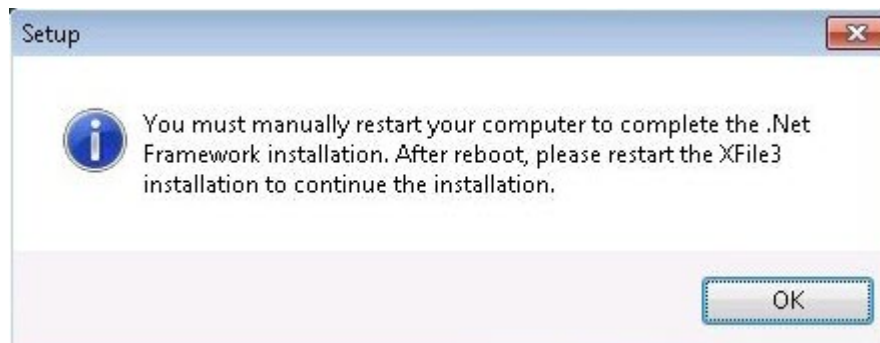 Setup
You must manually restart your computer to complete the .Net
Framework installation. After reboot, please restart the XFile3
installation to continue the installation.
OK